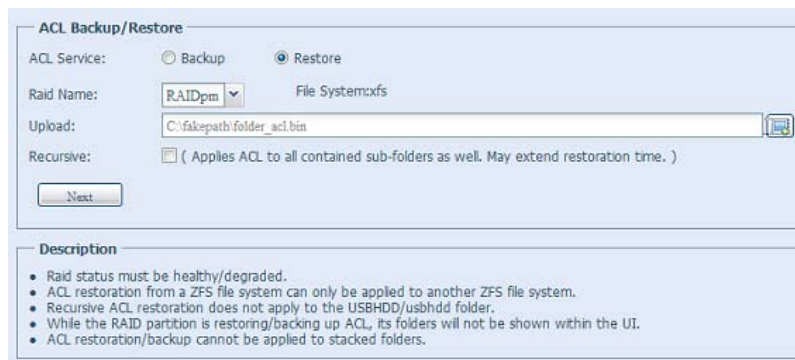 ACL Backup/Restore
ACL Service: Backup Restore
Raid Name: RAIDpm File System:xfs
Upload: C:\fakepath\folder_acl.bin
Recursive: ( Applies ACL to all contained sub-folders as well. May extend restoration time. )
Next
Description
• Raid status must be healthy/degraded.
• ACL restoration from a ZFS file system can only be applied to another ZFS file system.
• Recursive ACL restoration does not apply to the USBHDD/usbhdd folder.
• While the RAID partition is restoring/backing up ACL, its folders will not be shown within the UI.
• ACL restoration/backup cannot be applied to stacked folders.